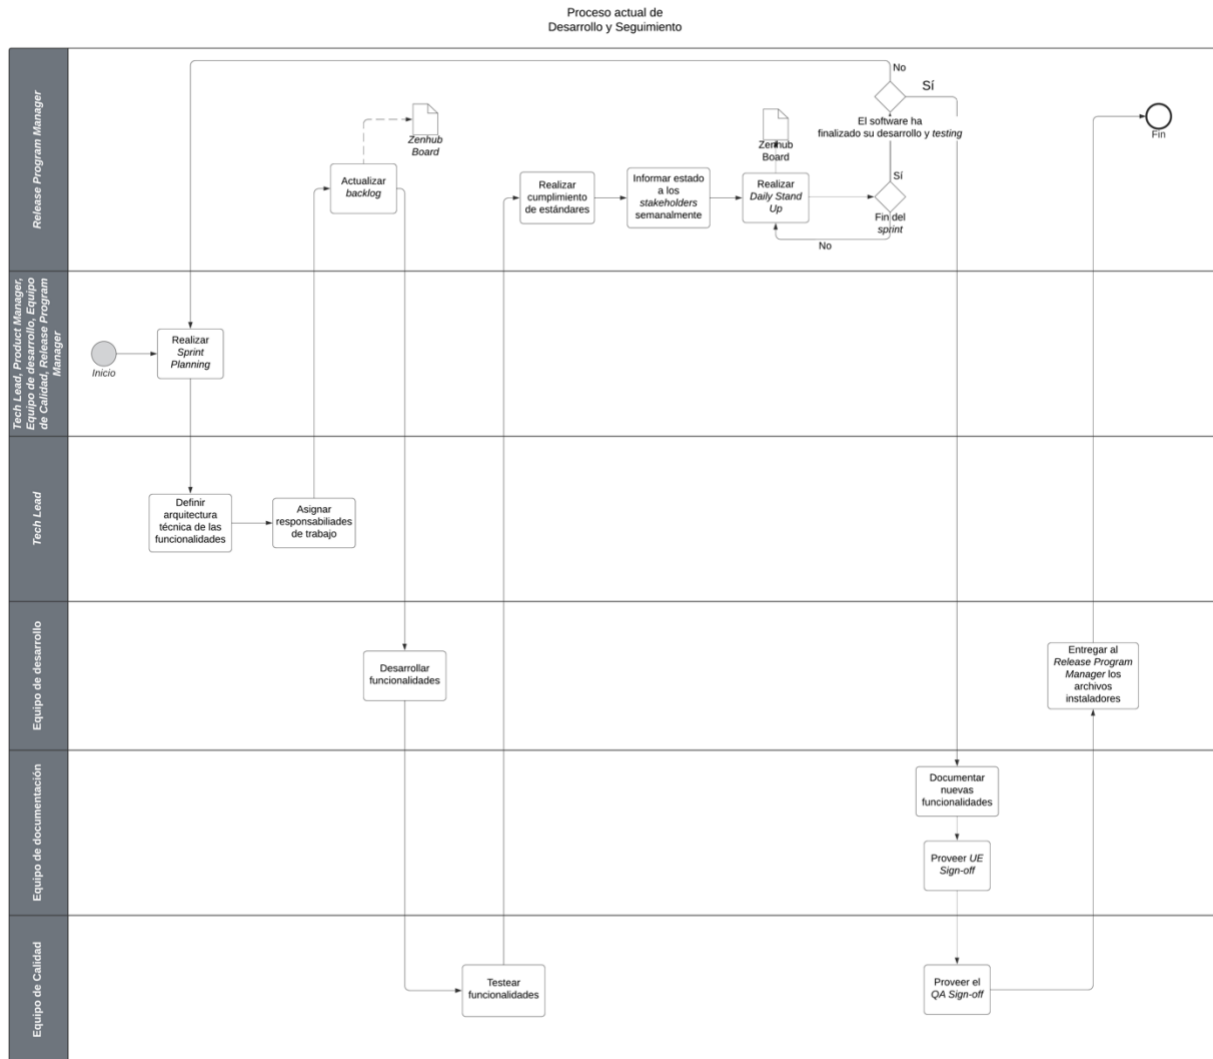 Proceso actual de
Desarrollo y Seguimiento
Release Program Manager
No
Sí
Zenhub
Board
Zenhub
Board
El software ha
finalizado su desarrollo y testing
Fin
Actualizar
backlog
Realizar
cumplimiento
de estándares
Informar estado
a los
stakeholders
semanalmente
Realizar
Daily Stand
Up
Sí
Fin del
sprint
No
Tech Lead, Product Manager,
Equipo de desarrollo, Equipo
de Calidad, Release Program
Manager
Inicio
Realizar
Sprint
Planning
Tech Lead
Definir
arquitectura
técnica de las
funcionalidades
Asignar
responsabiliades
de trabajo
Equipo de desarrollo
Desarrollar
funcionalidades
Entregar al
Release Program
Manager los
archivos
instaladores
Equipo de documentación
Documentar
nuevas
funcionalidades
Proveer UE
Sign-off
Equipo de Calidad
Testear
funcionalidades
Proveer el
QA Sign-off